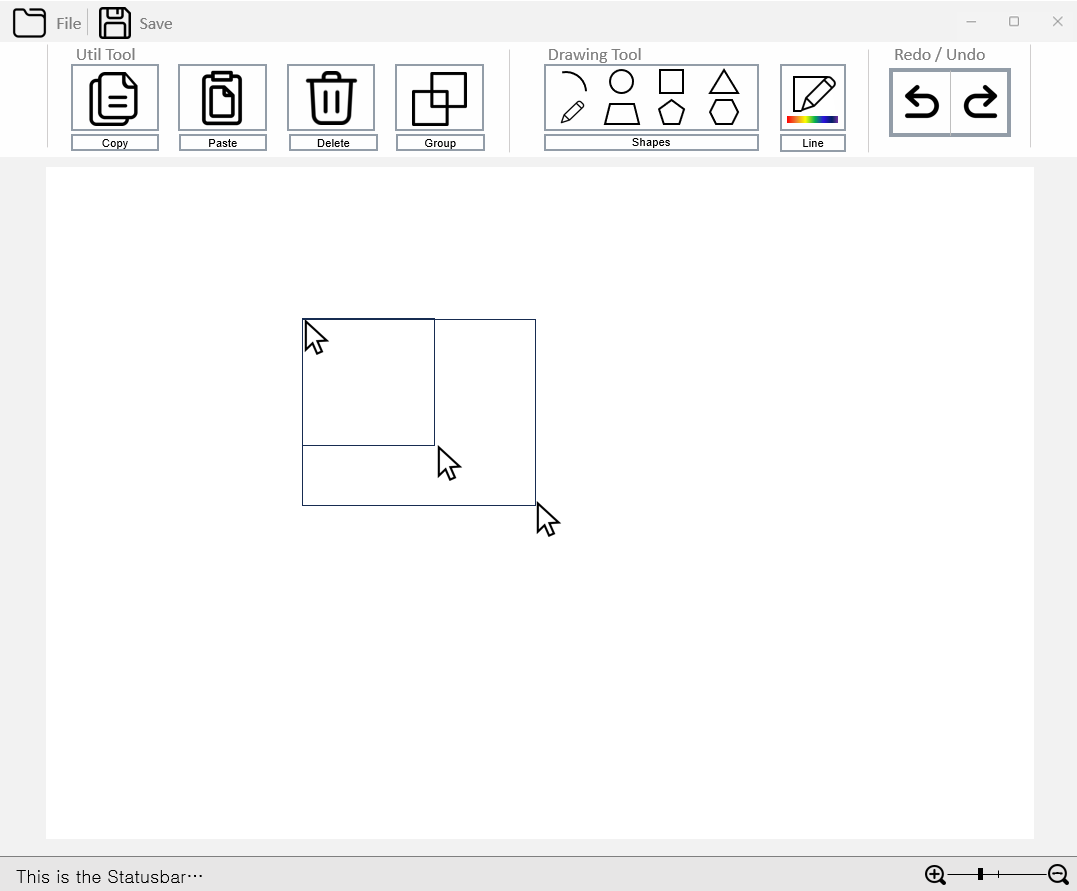 File Save
Util Tool Drawing Tool Redo / Undo
Copy Paste Delete Group Shapes Line
This is the Statusbar⋯